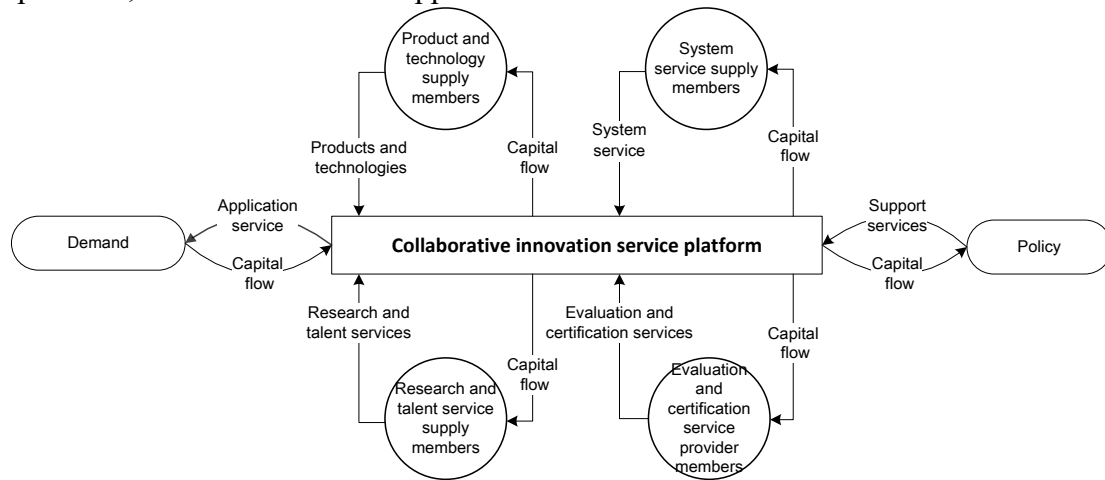 Product and
technology
supply
members
System
service supply
members
Products and
technologies
Capital
flow
System
service
Capital
flow
Application
service
Support
services
Demand
Collaborative innovation service platform
Policy
Capital
flow
Capital
flow
Research and
talent services
Evaluation and
certification services
Capital
flow
Capital
flow
Research and
talent service
supply
members
Evaluation
and
certification
service
provider
members